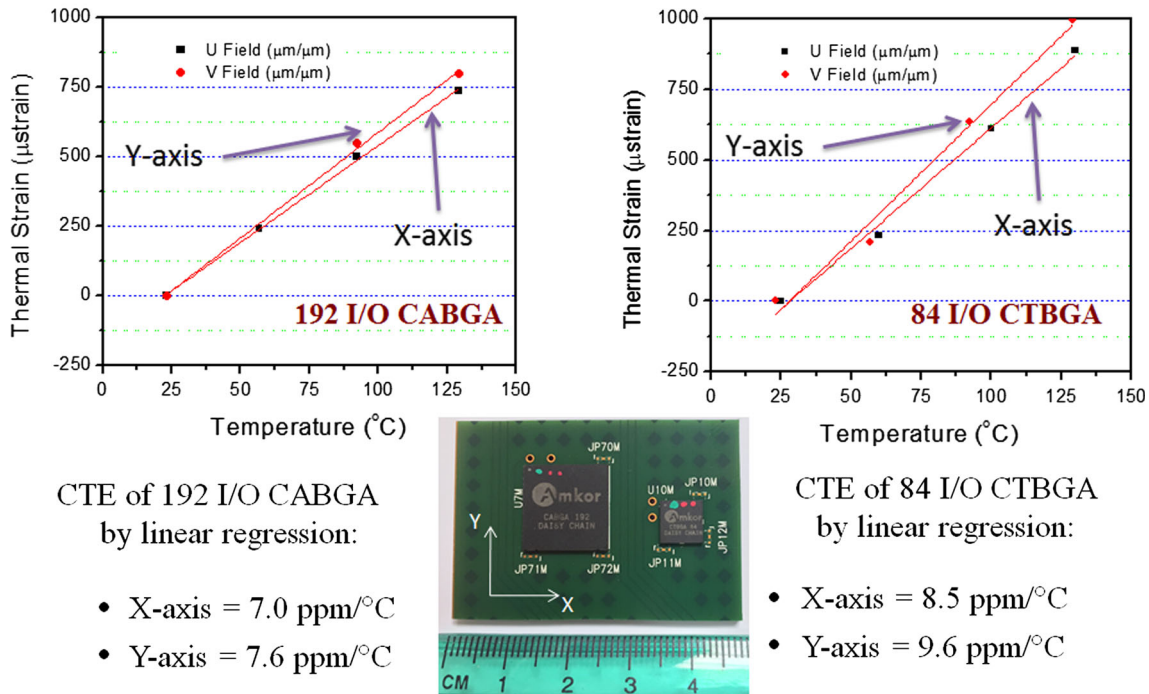 1000
750
500
250
0
-250
Thermal Strain (μstrain)
U Field (μm/μm)
V Field (μm/μm)
Y-axis
X-axis
192 I/O CABGA
0
25
50
75
100
125
150
Temperature (°C)
1000
750
500
250
0
-250
Thermal Strain (μstrain)
U Field (μm/μm)
V Field (μm/μm)
Y-axis
X-axis
84 I/O CTBGA
0
25
50
75
100
125
150
Temperature (°C)
CTE of 192 I/O CABGA
by linear regression:
• X-axis = 7.0 ppm/°C
• Y-axis = 7.6 ppm/°C
JP70M
U7M
Amkor
CABGA 192
DAISY CHAIN
JP71M
JP72M
U10M
JP10M
Amkor
CTBGA 84
DAISY CHAIN
JP11M
JP12M
Y
X
CM 1 2 3 4
CTE of 84 I/O CTBGA
by linear regression:
• X-axis = 8.5 ppm/°C
• Y-axis = 9.6 ppm/°C